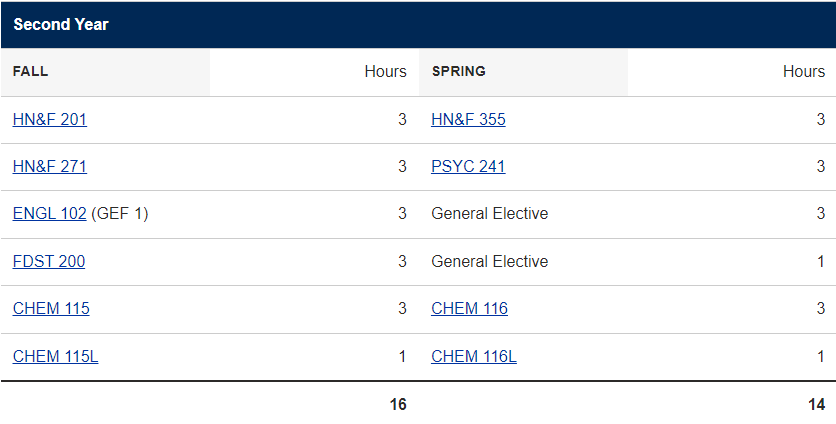 Second Year
FALL Hours SPRING Hours
HN&F 201 3 HN&F 355 3
HN&F 271 3 PSYC 241 3
ENGL 102 (GEF 1) 3 General Elective 3
FDST 200 3 General Elective 1
CHEM 115 3 CHEM 116 3
CHEM 115L 1 CHEM 116L 1
16 14